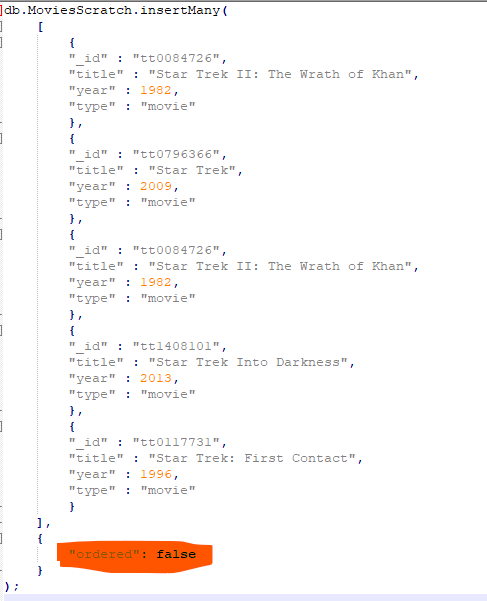 db.MoviesScratch.insertMany(
[
{
"_id" : "tt0084726",
"title" : "Star Trek II: The Wrath of Khan",
"year" : 1982,
"type" : "movie"
},
{
"_id" : "tt0796366",
"title" : "Star Trek",
"year" : 2009,
"type" : "movie"
},
{
"_id" : "tt0084726",
"title" : "Star Trek II: The Wrath of Khan",
"year" : 1982,
"type" : "movie"
},
{
"_id" : "tt1408101",
"title" : "Star Trek Into Darkness",
"year" : 2013,
"type" : "movie"
},
{
"_id" : "tt0117731",
"title" : "Star Trek: First Contact",
"year" : 1996,
"type" : "movie"
}
],
{
"ordered": false
}
);